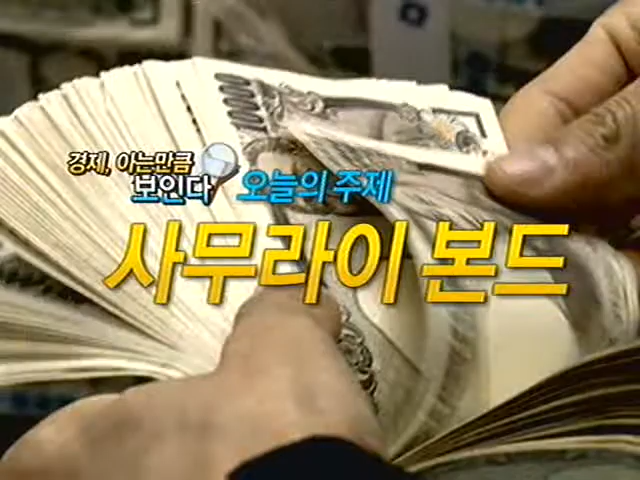 경제, 아는만큼
보인다
오늘의 주제
사무라이 본드